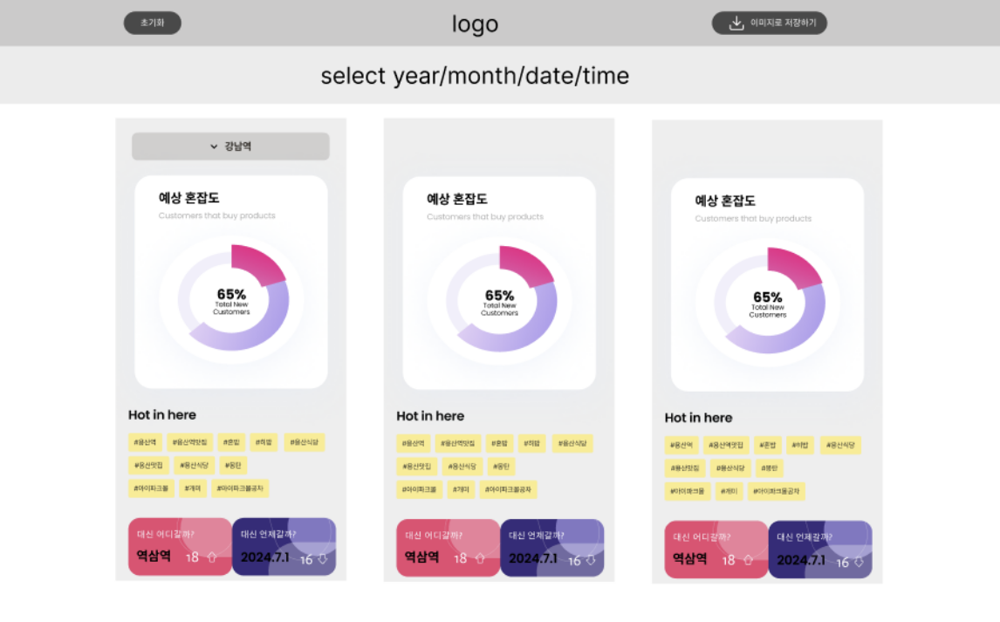 초기화
logo
이미지로 저장하기
select year/month/date/time
강남역
예상 혼잡도
Customers that buy products
65%
Total New
Customers
Hot in here
#용산역 #용산역맛집 #혼밥 #히밥 #용산식당
#용산맛집 #용산식당 #몽탄
#아이파크몰 #개미 #아이파크몰공차
대신 어디갈까?
역삼역 18
대신 언제갈까?
2024.7.1 16
예상 혼잡도
Customers that buy products
65%
Total New
Customers
Hot in here
#용산역 #용산역맛집 #혼밥 #히밥 #용산식당
#용산맛집 #용산식당 #몽탄
#아이파크몰 #개미 #아이파크몰공차
대신 어디갈까?
역삼역 18
대신 언제갈까?
2024.7.1 16
예상 혼잡도
Customers that buy products
65%
Total New
Customers
Hot in here
#용산역 #용산역맛집 #혼밥 #히밥 #용산식당
#용산맛집 #용산식당 #몽탄
#아이파크몰 #개미 #아이파크몰공차
대신 어디갈까?
역삼역 18
대신 언제갈까?
2024.7.1 16